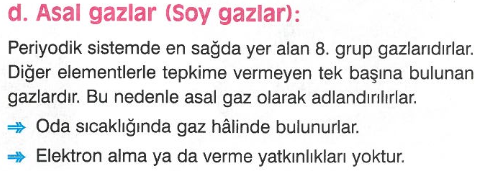 d. Asal gazlar (Soy gazlar):
Periyodik sistemde en sağda yer alan 8. grup gazlarıdırlar.
Diğer elementlerle tepkime vermeyen tek başına bulunan
gazlardır. Bu nedenle asal gaz olarak adlandırılırlar.
⇒ Oda sıcaklığında gaz hâlinde bulunurlar.
⇒ Elektron alma ya da verme yatkınlıkları yoktur.